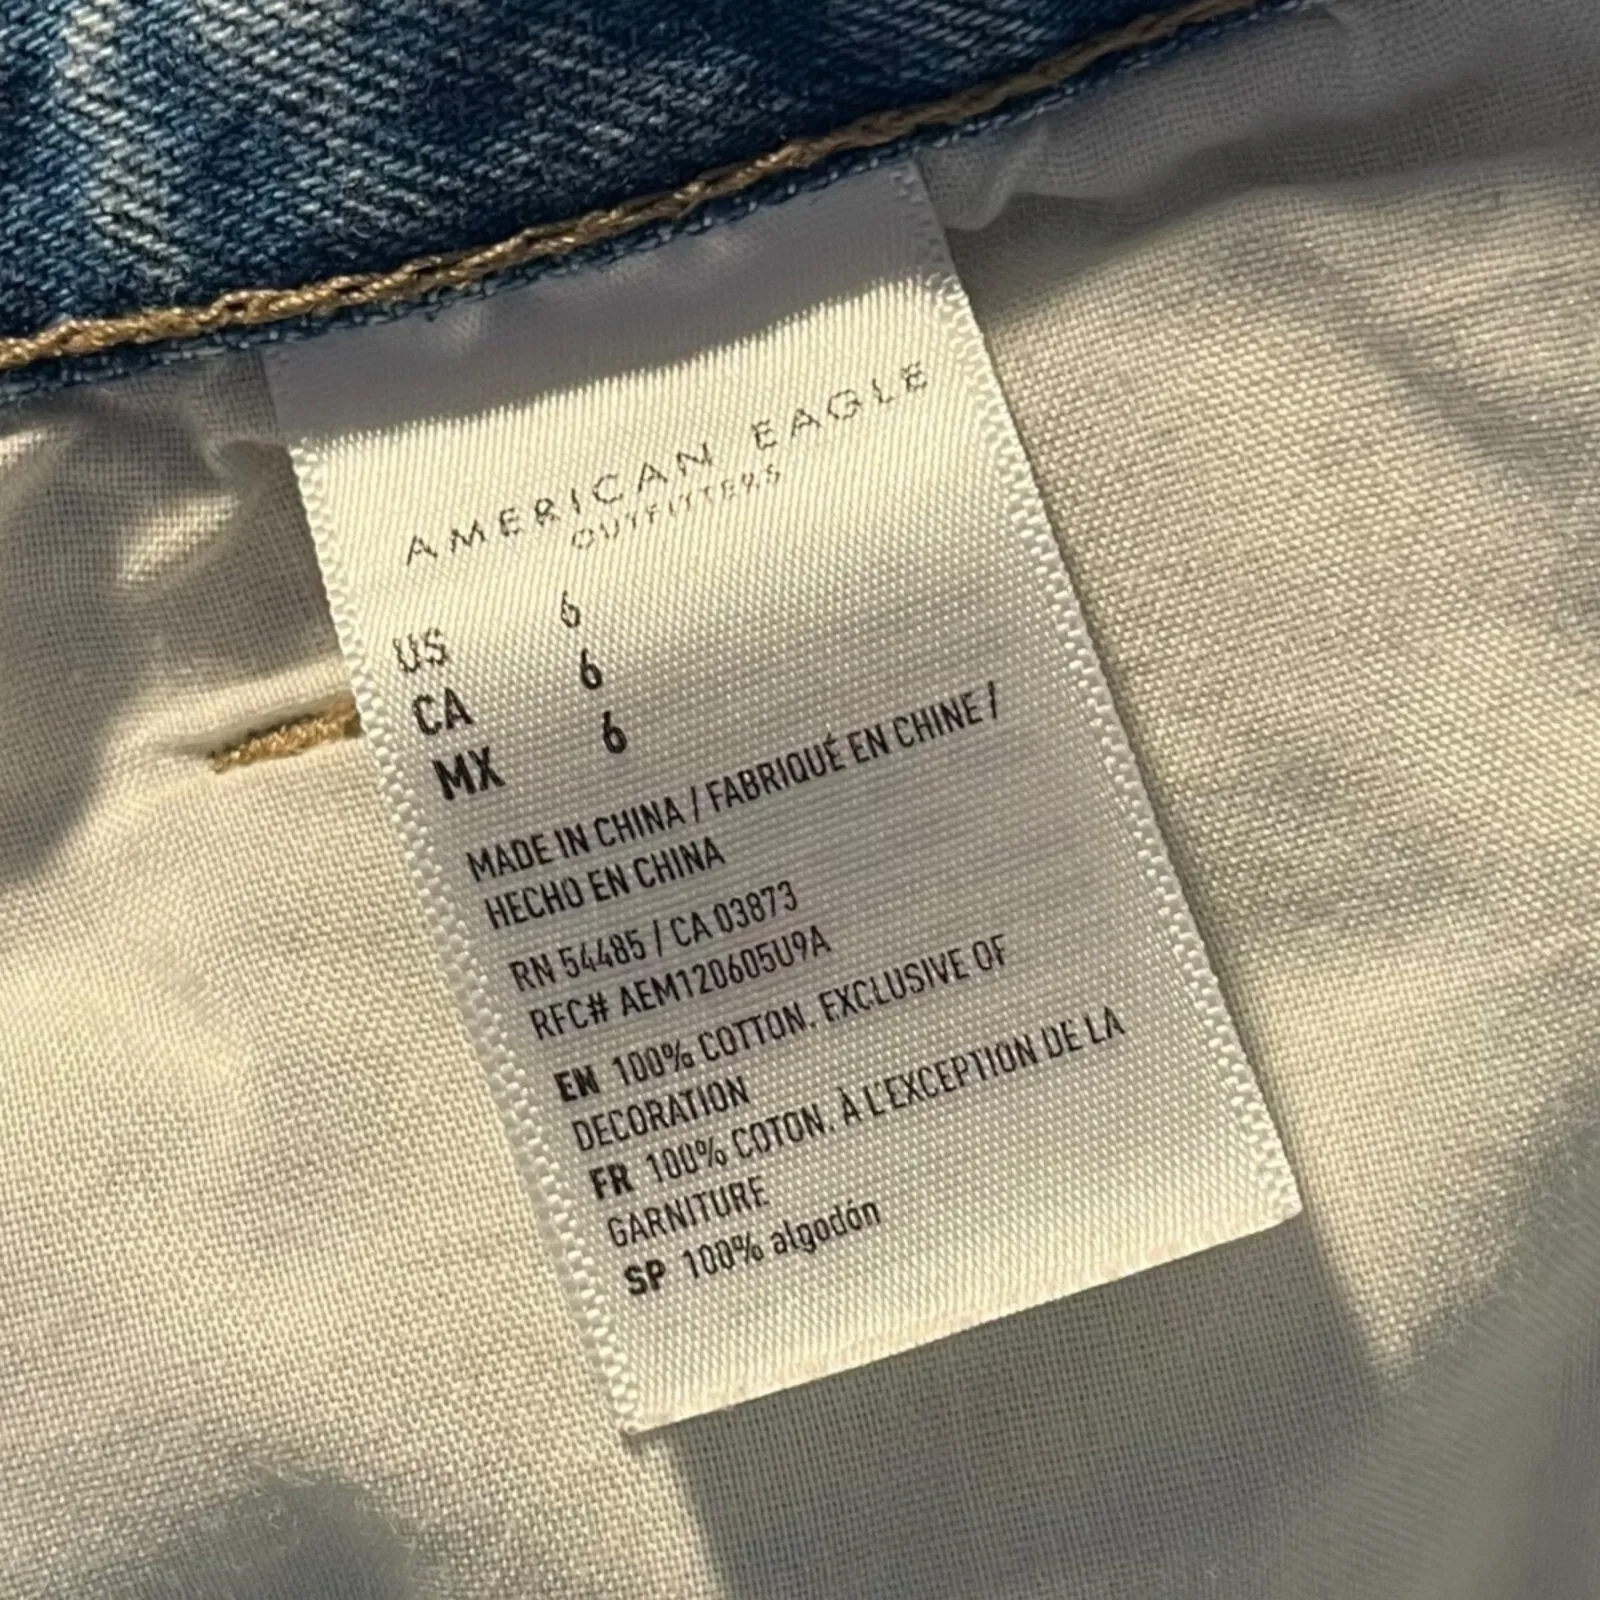 AMERICAN EAGLE
OUTFITTERS
US 6
CA 6
MX 6
MADE IN CHINA / FABRIQUÉ EN CHINE /
HECHO EN CHINA
RN 54485 / CA 03873
RFC# AEM120605U9A
EN 100% COTTON. EXCLUSIVE OF
DECORATION
FR 100% COTON. À L'EXCEPTION DE LA
GARNITURE
SP 100% algodón